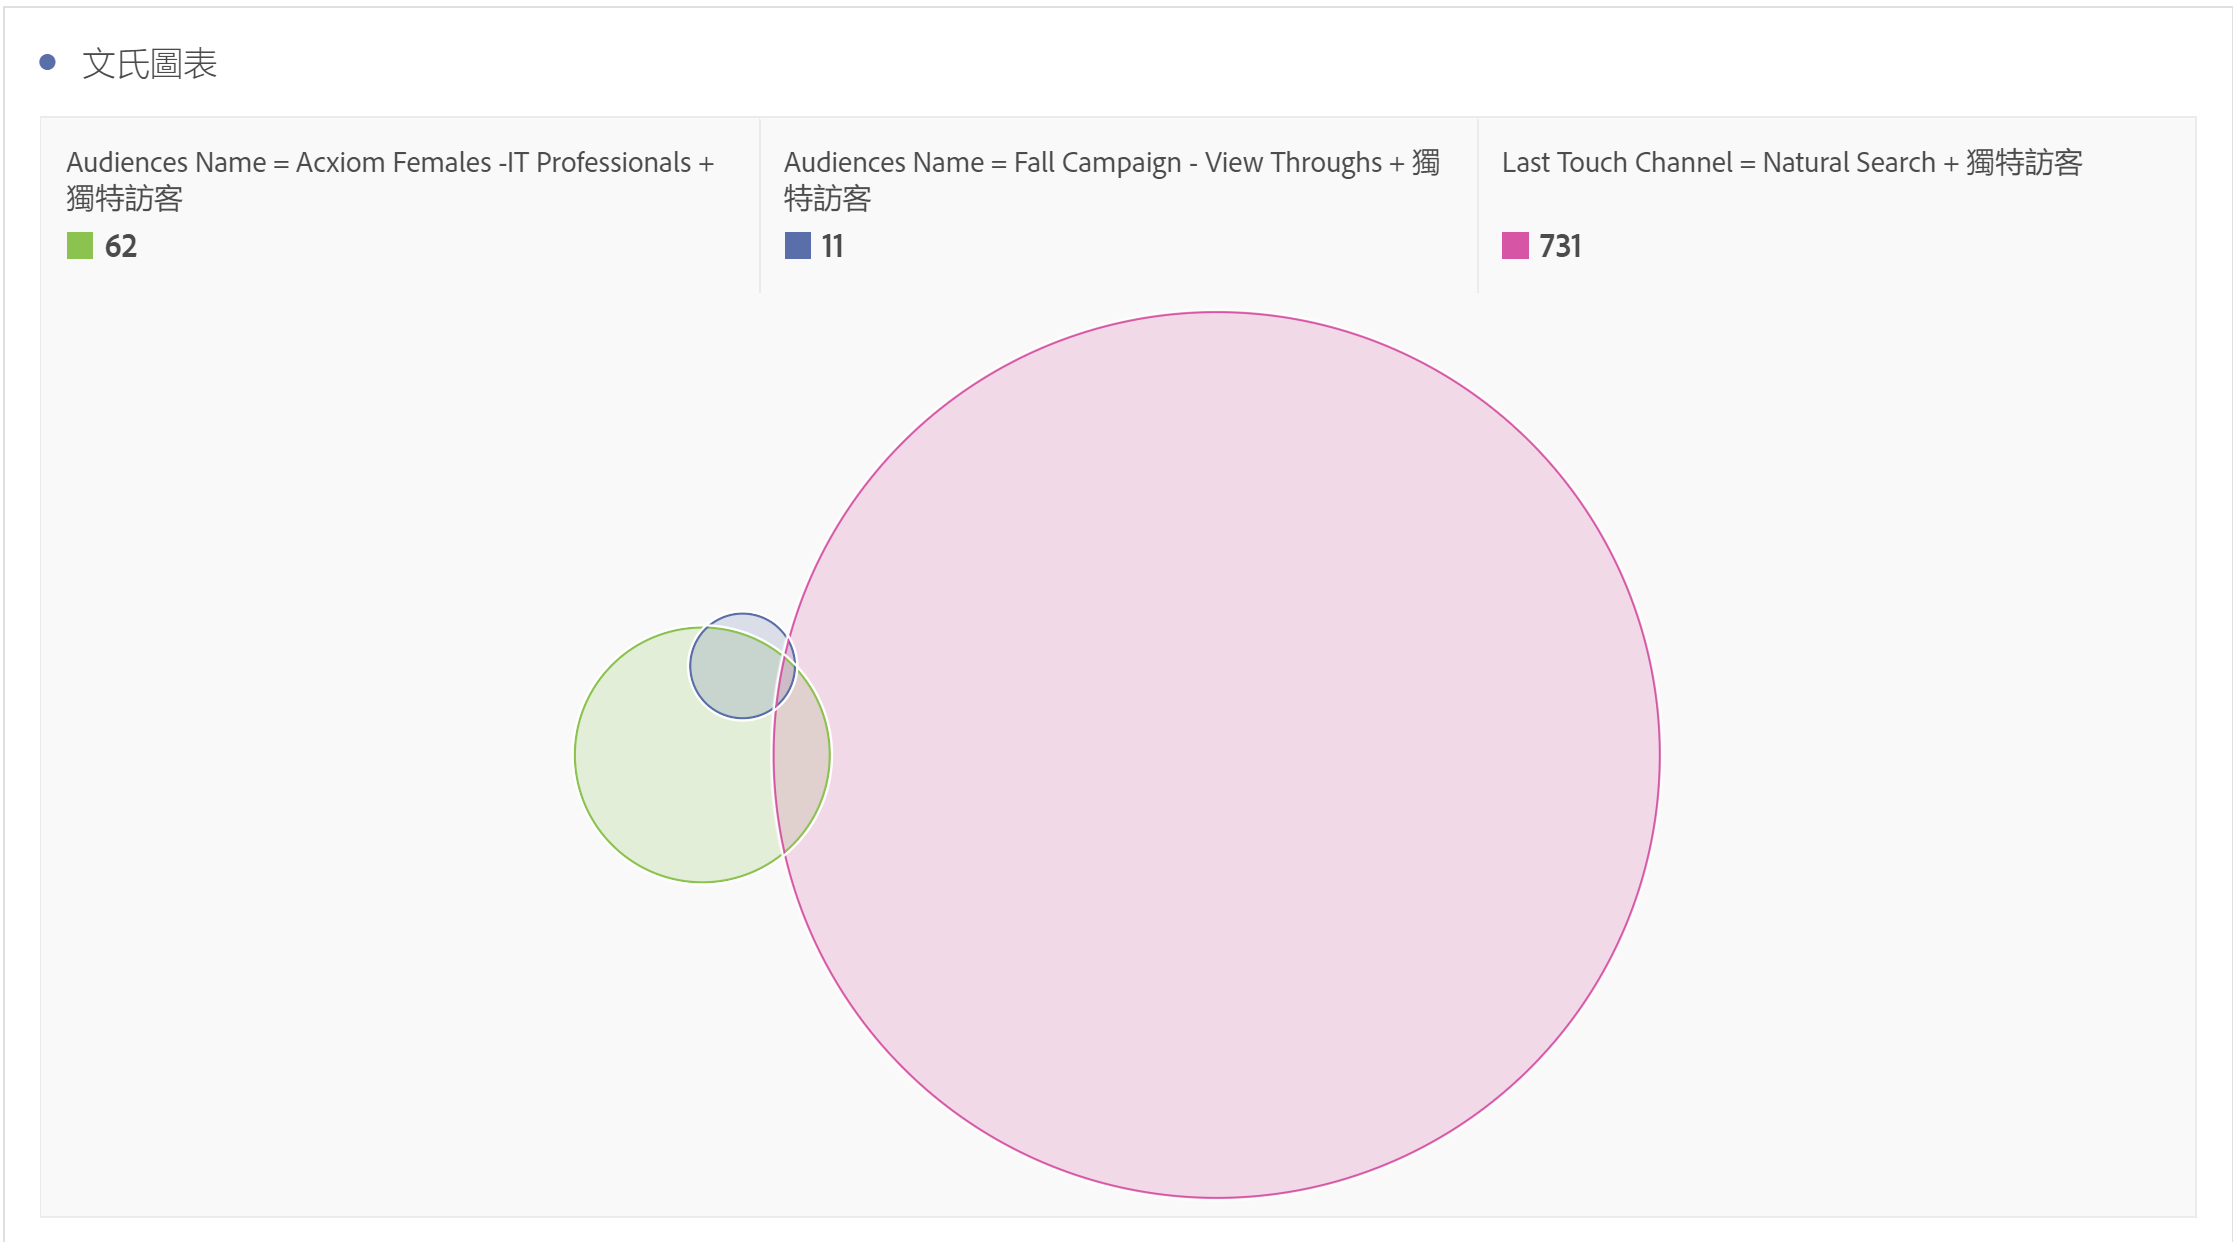 文氏圖表
Audiences Name = Acxiom Females -IT Professionals +
獨特訪客
62
Audiences Name = Fall Campaign - View Throughs + 獨
特訪客
11
Last Touch Channel = Natural Search + 獨特訪客
731